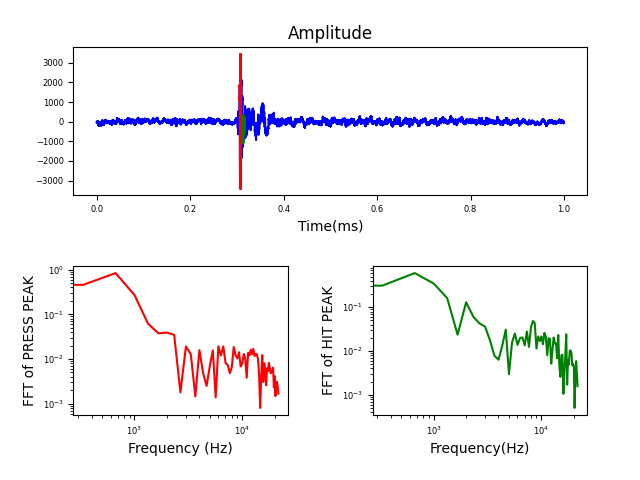 Amplitude
3000
2000
1000
0
−1000
−2000
−3000
0.0 0.2 0.4 0.6 0.8 1.0
Time(ms)
FFT of PRESS PEAK
10⁰
10⁻¹
10⁻²
10⁻³
10³ 10⁴
Frequency (Hz)
FFT of HIT PEAK
10⁻¹
10⁻²
10⁻³
10³ 10⁴
Frequency(Hz)